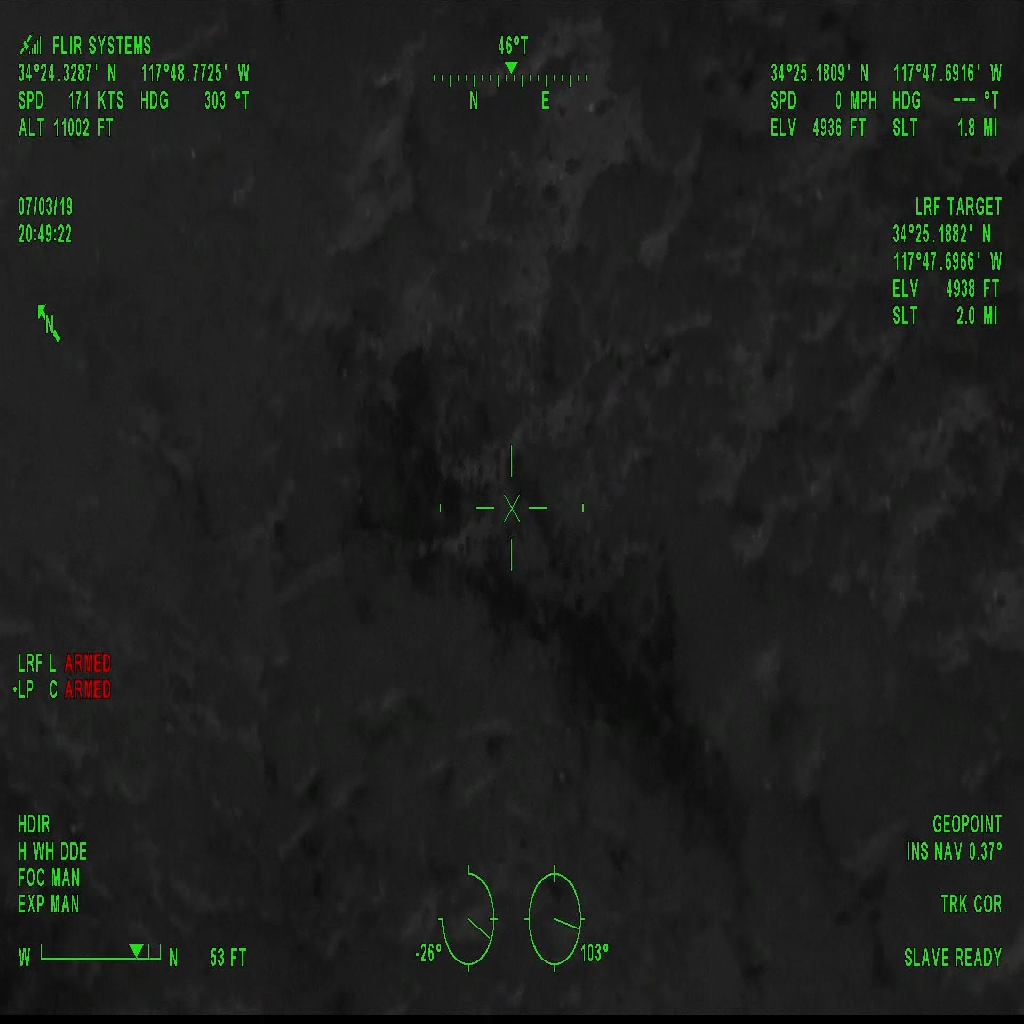 FLIR SYSTEMS
34°24.3287' N 117°48.7725' W
SPD 171 KTS HDG 303 °T
ALT 11002 FT
46°T
N E
34°25.1809' N 117°47.6916' W
SPD 0 MPH HDG --- °T
ELV 4936 FT SLT 1.8 MI
07/03/19
20:49:22
LRF TARGET
34°25.1882' N
117°47.6966' W
ELV 4938 FT
SLT 2.0 MI
N
LRF L ARMED
LP C ARMED
HDIR
H WH DDE
FOC MAN
EXP MAN
W N 53 FT
-26° 103°
GEOPOINT
INS NAV 0.37°
TRK COR
SLAVE READY